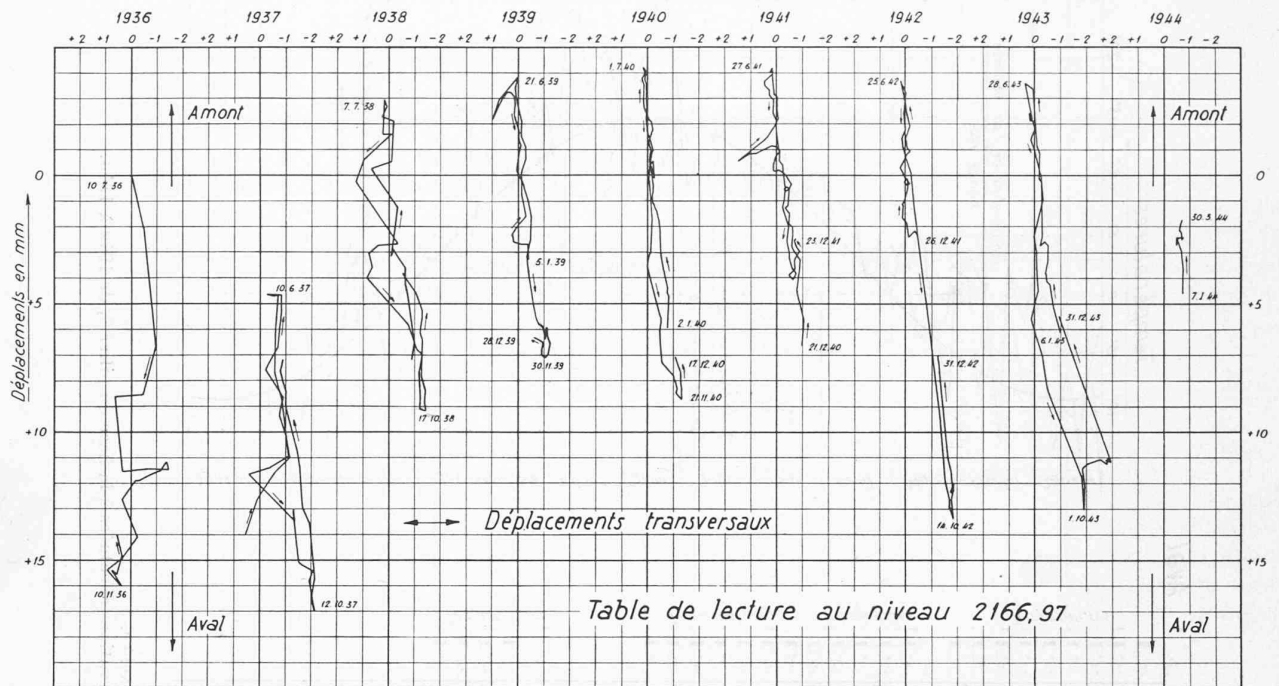 1936 1937 1938 1939 1940 1941 1942 1943 1944
+2 +1 0 -1 -2 +1 0 -1 -2 +1 0 -1 -2 +2 +1 0 -1 -2 +2 +1 0 -1 -2 +2 +1 0 -1 -2 +2 +1 0 -1 -2 +2 +1 0 -1 -2 +2 +1 0 -1 -2
21.6.39 1.7.40 27.6.41 25.6.42 28.6.43
7.7.38
Amont Amont
10.7.36 0 0
30.3.44
23.12.41 26.12.41
5.1.39
10.6.37 7.1.44
+5 +5
2.1.40 31.12.43
28.12.39 21.12.40 6.1.43
30.11.39 17.12.40 31.12.42
21.11.40
17.10.38
+10 +10
Déplacements en mm
Déplacements transversaux
14.10.42 1.10.43
+15 +15
10.11.36
12.10.37
Table de lecture au niveau 2166,97
Aval Aval